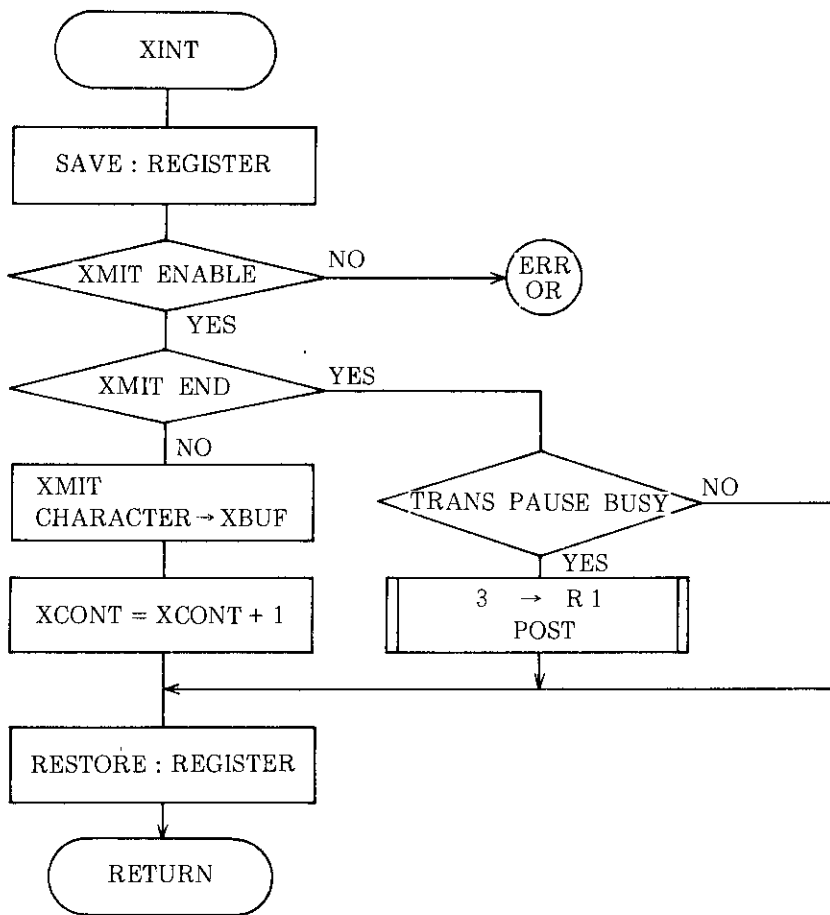 XINT
SAVE : REGISTER
XMIT ENABLE
NO
ERR
OR
YES
XMIT END
YES
NO
XMIT
CHARACTER → XBUF
TRANS PAUSE BUSY
NO
YES
XCONT = XCONT + 1
3 → R 1
POST
RESTORE : REGISTER
RETURN